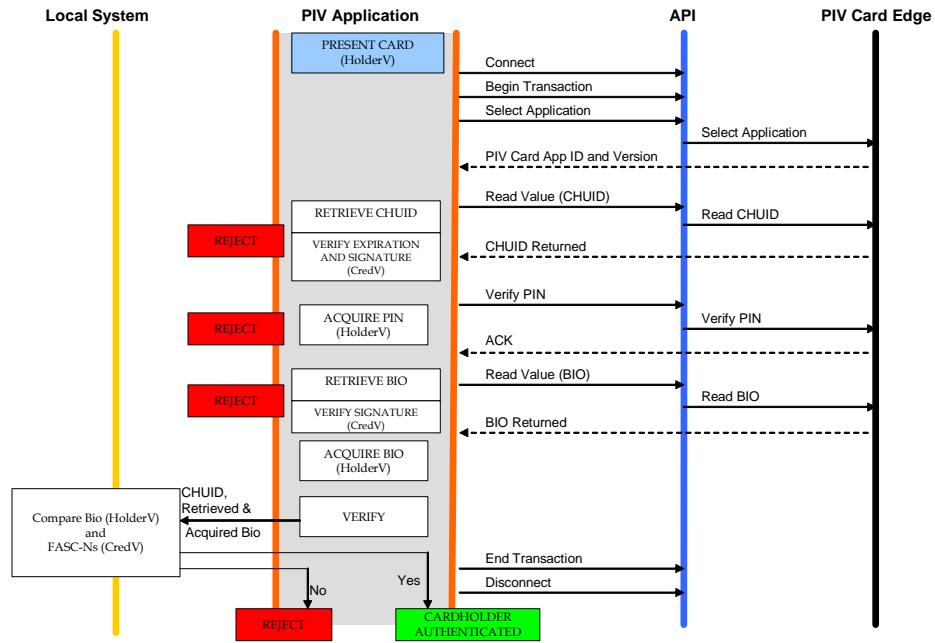 Local System
PIV Application
API
PIV Card Edge
PRESENT CARD
(HolderV)
Connect
Begin Transaction
Select Application
Select Application
PIV Card App ID and Version
Read Value (CHUID)
RETRIEVE CHUID
Read CHUID
REJECT
VERIFY EXPIRATION
AND SIGNATURE
(CredV)
CHUID Returned
Verify PIN
REJECT
ACQUIRE PIN
(HolderV)
Verify PIN
ACK
Read Value (BIO)
RETRIEVE BIO
REJECT
Read BIO
VERIFY SIGNATURE
(CredV)
BIO Returned
ACQUIRE BIO
(HolderV)
CHUID,
Retrieved &
Acquired Bio
VERIFY
Compare Bio (HolderV)
and
FASC-Ns (CredV)
End Transaction
Disconnect
No
Yes
REJECT
CARDHOLDER
AUTHENTICATED